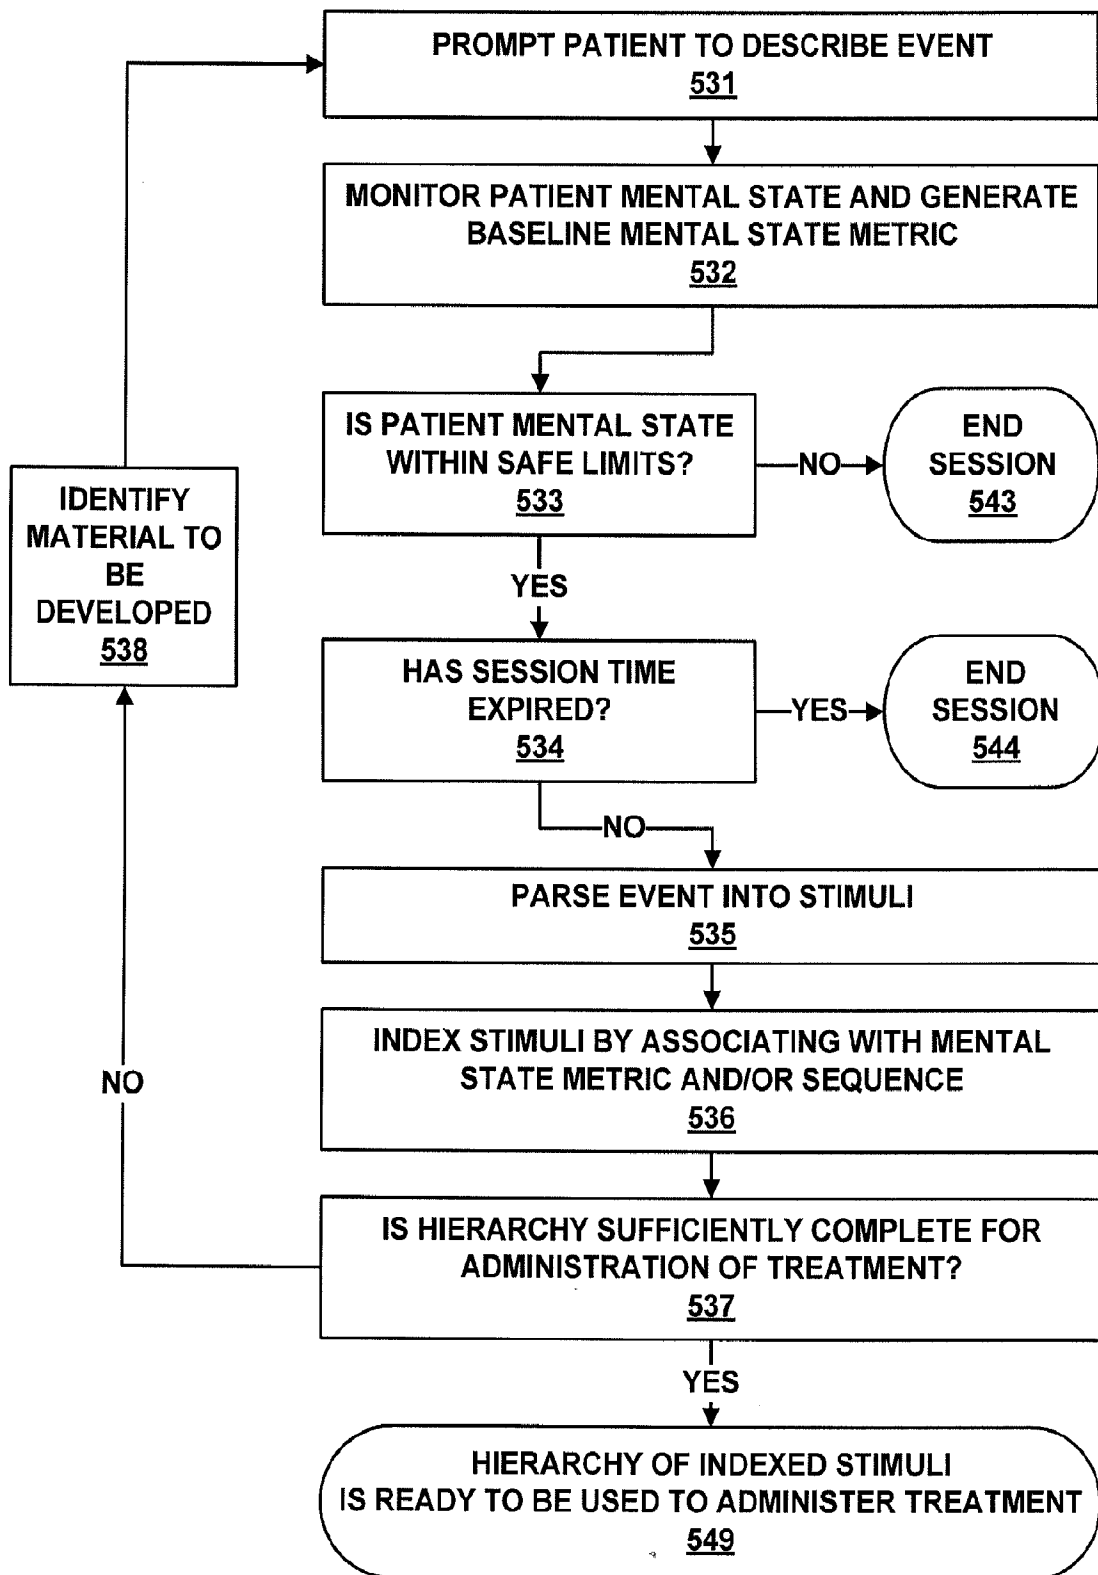 PROMPT PATIENT TO DESCRIBE EVENT
531
MONITOR PATIENT MENTAL STATE AND GENERATE
BASELINE MENTAL STATE METRIC
532
IS PATIENT MENTAL STATE
WITHIN SAFE LIMITS?
533
NO
END
SESSION
543
YES
IDENTIFY
MATERIAL TO
BE
DEVELOPED
538
HAS SESSION TIME
EXPIRED?
534
YES
END
SESSION
544
NO
PARSE EVENT INTO STIMULI
535
INDEX STIMULI BY ASSOCIATING WITH MENTAL
STATE METRIC AND/OR SEQUENCE
536
NO
IS HIERARCHY SUFFICIENTLY COMPLETE FOR
ADMINISTRATION OF TREATMENT?
537
YES
HIERARCHY OF INDEXED STIMULI
IS READY TO BE USED TO ADMINISTER TREATMENT
549